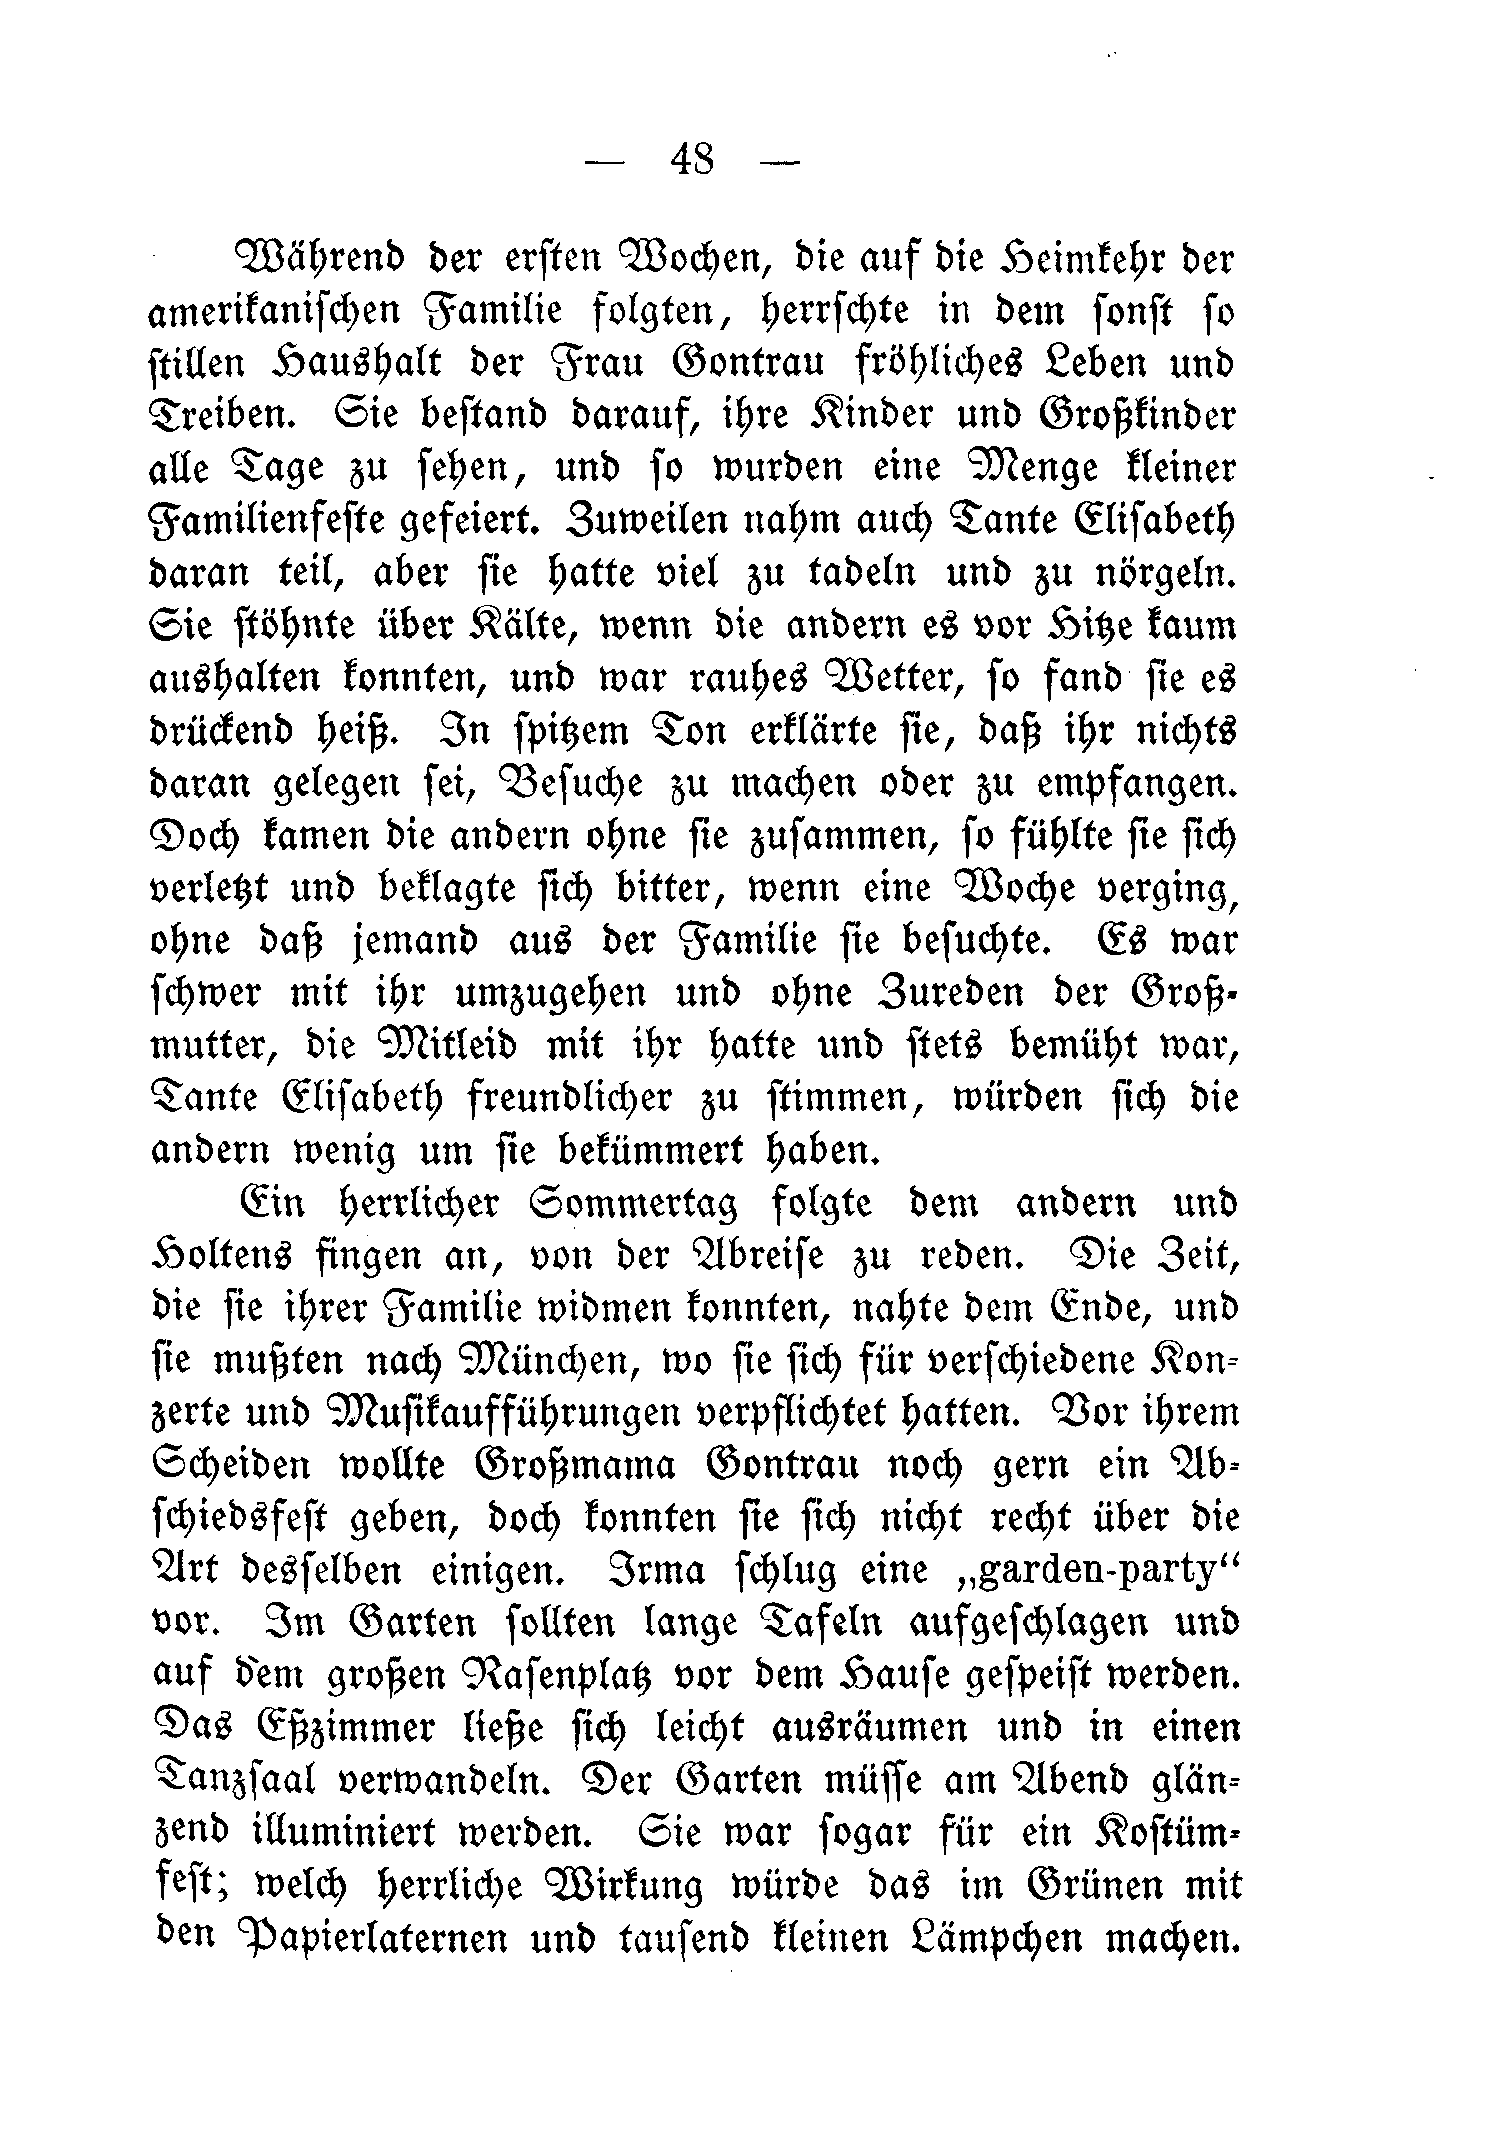 — 48 —
Während der ersten Wochen, die auf die Heimkehr der
amerikanischen Familie folgten, herrschte in dem sonst so
stillen Haushalt der Frau Gontrau fröhliches Leben und
Treiben. Sie bestand darauf, ihre Kinder und Großkinder
alle Tage zu sehen, und so wurden eine Menge kleiner
Familienfeste gefeiert. Zuweilen nahm auch Tante Elisabeth
daran teil, aber sie hatte viel zu tadeln und zu nörgeln.
Sie stöhnte über Kälte, wenn die andern es vor Hitze kaum
aushalten konnten, und war rauhes Wetter, so fand sie es
drückend heiß. In spitzem Ton erklärte sie, daß ihr nichts
daran gelegen sei, Besuche zu machen oder zu empfangen.
Doch kamen die andern ohne sie zusammen, so fühlte sie sich
verletzt und beklagte sich bitter, wenn eine Woche verging,
ohne daß jemand aus der Familie sie besuchte. Es war
schwer mit ihr umzugehen und ohne Zureden der Groß-
mutter, die Mitleid mit ihr hatte und stets bemüht war,
Tante Elisabeth freundlicher zu stimmen, würden sich die
andern wenig um sie bekümmert haben.
Ein herrlicher Sommertag folgte dem andern und
Holtens fingen an, von der Abreise zu reden. Die Zeit,
die sie ihrer Familie widmen konnten, nahte dem Ende, und
sie mußten nach München, wo sie sich für verschiedene Kon-
zerte und Musikaufführungen verpflichtet hatten. Vor ihrem
Scheiden wollte Großmama Gontrau noch gern ein Ab-
schiedsfest geben, doch konnten sie sich nicht recht über die
Art desselben einigen. Irma schlug eine „garden-party“
vor. Im Garten sollten lange Tafeln aufgeschlagen und
auf dem großen Rasenplatz vor dem Hause gespeist werden.
Das Eßzimmer ließe sich leicht ausräumen und in einen
Tanzsaal verwandeln. Der Garten müsse am Abend glän-
zend illuminiert werden. Sie war sogar für ein Kostüm-
fest; welch herrliche Wirkung würde das im Grünen mit
den Papierlaternen und tausend kleinen Lämpchen machen.